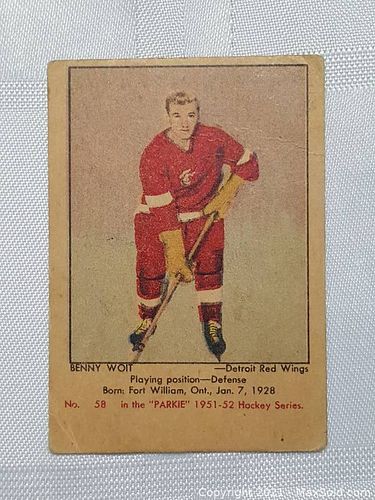 BENNY WOIT —Detroit Red Wings
Playing position—Defense
Born: Fort William, Ont., Jan. 7, 1928
No. 58 in the "PARKIE" 1951-52 Hockey Series.